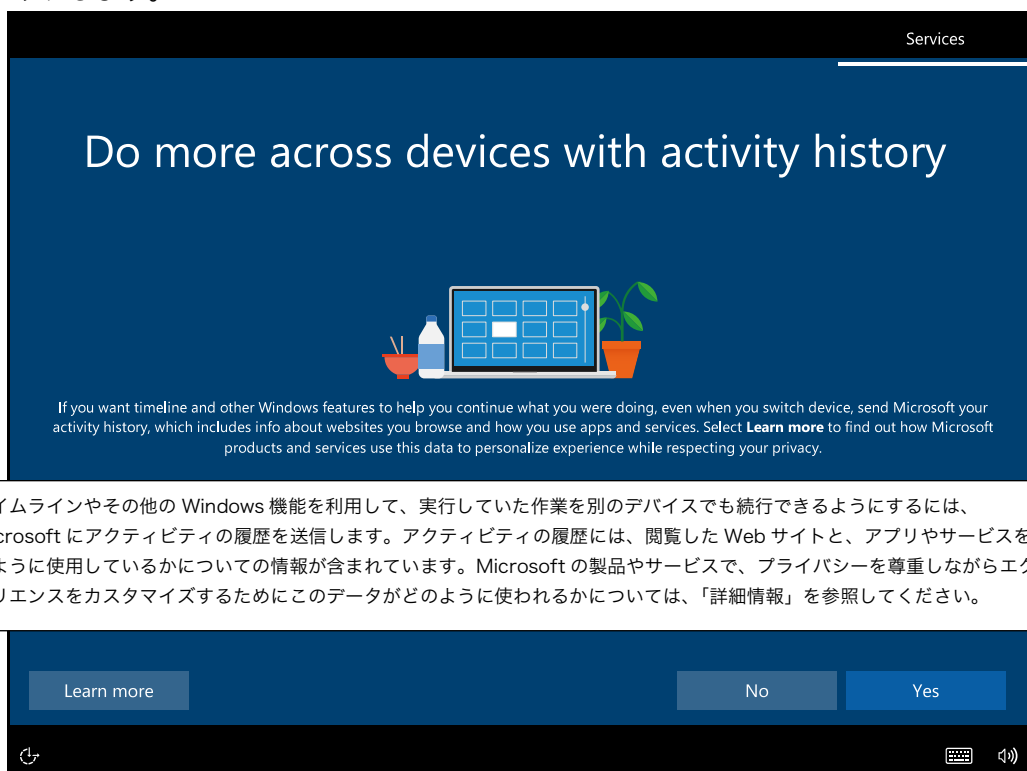 Services
Do more across devices with activity history
If you want timeline and other Windows features to help you continue what you were doing, even when you switch device, send Microsoft your
activity history, which includes info about websites you browse and how you use apps and services. Select Learn more to find out how Microsoft
products and services use this data to personalize experience while respecting your privacy.
イムラインやその他の Windows 機能を利用して、実行していた作業を別のデバイスでも続行できるようにするには、
crosoft にアクティビティの履歴を送信します。アクティビティの履歴には、閲覧した Web サイトと、アプリやサービスを
ように使用しているかについての情報が含まれています。Microsoft の製品やサービスで、プライバシーを尊重しながらエク
リエンスをカスタマイズするためにこのデータがどのように使われるかについては、「詳細情報」を参照してください。
Learn more
No
Yes